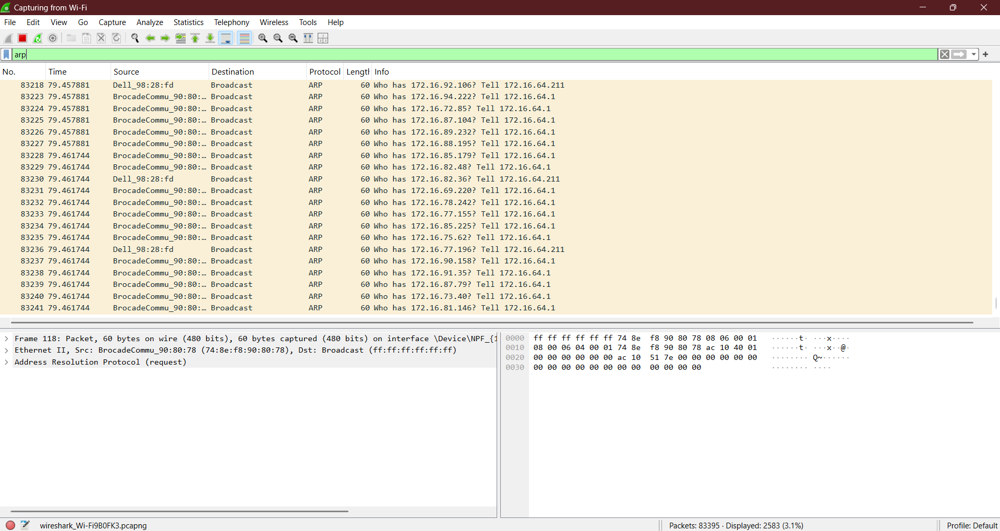 Capturing from Wi-Fi
File Edit View Go Capture Analyze Statistics Telephony Wireless Tools Help
arp
No. Time Source Destination Protocol Lengtl Info
83218 79.457881 Dell_98:28:fd Broadcast ARP 60 Who has 172.16.92.106? Tell 172.16.64.211
83223 79.457881 BrocadeCommu_90:80:… Broadcast ARP 60 Who has 172.16.94.222? Tell 172.16.64.1
83224 79.457881 BrocadeCommu_90:80:… Broadcast ARP 60 Who has 172.16.72.85? Tell 172.16.64.1
83225 79.457881 BrocadeCommu_90:80:… Broadcast ARP 60 Who has 172.16.87.104? Tell 172.16.64.1
83226 79.457881 BrocadeCommu_90:80:… Broadcast ARP 60 Who has 172.16.89.232? Tell 172.16.64.1
83227 79.457881 BrocadeCommu_90:80:… Broadcast ARP 60 Who has 172.16.88.195? Tell 172.16.64.1
83228 79.461744 BrocadeCommu_90:80:… Broadcast ARP 60 Who has 172.16.85.179? Tell 172.16.64.1
83229 79.461744 BrocadeCommu_90:80:… Broadcast ARP 60 Who has 172.16.82.48? Tell 172.16.64.1
83230 79.461744 Dell_98:28:fd Broadcast ARP 60 Who has 172.16.82.36? Tell 172.16.64.211
83231 79.461744 BrocadeCommu_90:80:… Broadcast ARP 60 Who has 172.16.69.220? Tell 172.16.64.1
83232 79.461744 BrocadeCommu_90:80:… Broadcast ARP 60 Who has 172.16.78.242? Tell 172.16.64.1
83233 79.461744 BrocadeCommu_90:80:… Broadcast ARP 60 Who has 172.16.77.155? Tell 172.16.64.1
83234 79.461744 BrocadeCommu_90:80:… Broadcast ARP 60 Who has 172.16.85.225? Tell 172.16.64.1
83235 79.461744 BrocadeCommu_90:80:… Broadcast ARP 60 Who has 172.16.75.62? Tell 172.16.64.1
83236 79.461744 Dell_98:28:fd Broadcast ARP 60 Who has 172.16.77.196? Tell 172.16.64.211
83237 79.461744 BrocadeCommu_90:80:… Broadcast ARP 60 Who has 172.16.90.158? Tell 172.16.64.1
83238 79.461744 BrocadeCommu_90:80:… Broadcast ARP 60 Who has 172.16.91.35? Tell 172.16.64.1
83239 79.461744 BrocadeCommu_90:80:… Broadcast ARP 60 Who has 172.16.87.79? Tell 172.16.64.1
83240 79.461744 BrocadeCommu_90:80:… Broadcast ARP 60 Who has 172.16.73.40? Tell 172.16.64.1
83241 79.461744 BrocadeCommu_90:80:… Broadcast ARP 60 Who has 172.16.81.146? Tell 172.16.64.1
Frame 118: Packet, 60 bytes on wire (480 bits), 60 bytes captured (480 bits) on interface \Device\NPF_{1
Ethernet II, Src: BrocadeCommu_90:80:78 (74:8e:f8:90:80:78), Dst: Broadcast (ff:ff:ff:ff:ff:ff)
Address Resolution Protocol (request)
0000 ff ff ff ff ff ff 74 8e f8 90 80 78 08 06 00 01 ······t· ···x····
0010 08 00 06 04 00 01 74 8e f8 90 80 78 ac 10 40 01 ······t· ···x··@·
0020 00 00 00 00 00 00 ac 10 51 7e 00 00 00 00 00 00 ········ Q~······
0030 00 00 00 00 00 00 00 00 00 00 00 00 ········ ····
wireshark_Wi-Fi9B0FK3.pcapng Packets: 83395 · Displayed: 2583 (3.1%) Profile: Default